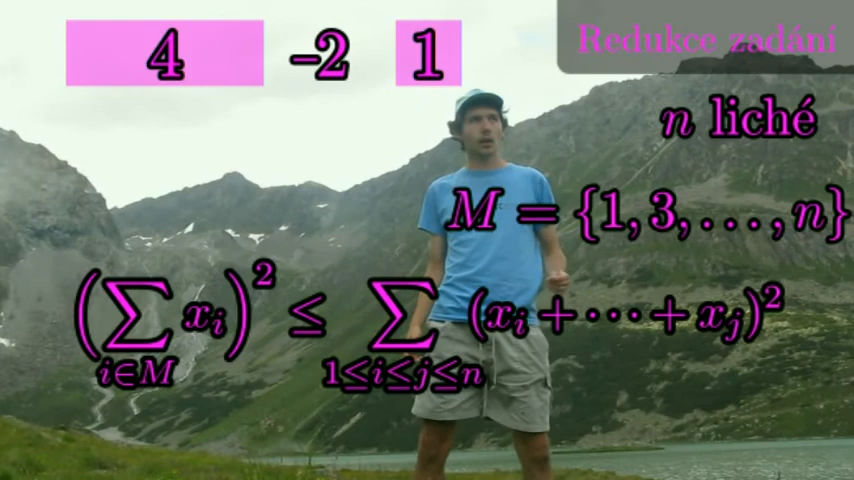 4 –2 1
Redukce zadání
n liché
M = {1, 3, . . . , n}
(∑_{i∈M} x_i)^2 ≤ ∑_{1≤i≤j≤n} (x_i + ⋯ + x_j)^2